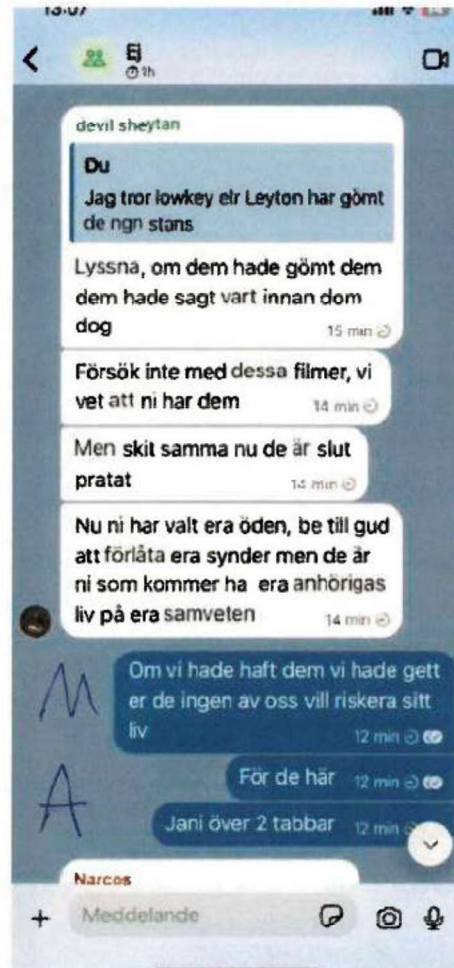 13:07
Ej
1h
devil sheytan
Du
Jag tror lowkey elr Leyton har gömt
de ngn stans
Lyssna, om dem hade gömt dem
dem hade sagt vart innan dom
dog
15 min
Försök inte med dessa filmer, vi
vet att ni har dem
14 min
Men skit samma nu de är slut
pratat
14 min
Nu ni har valt era öden, be till gud
att förlåta era synder men de är
ni som kommer ha era anhörigas
liv på era samveten
14 min
M
Om vi hade haft dem vi hade gett
er de ingen av oss vill riskera sitt
liv
12 min
För de här
12 min
A
Jani över 2 tabbar
12 min
Narcos
Meddelande